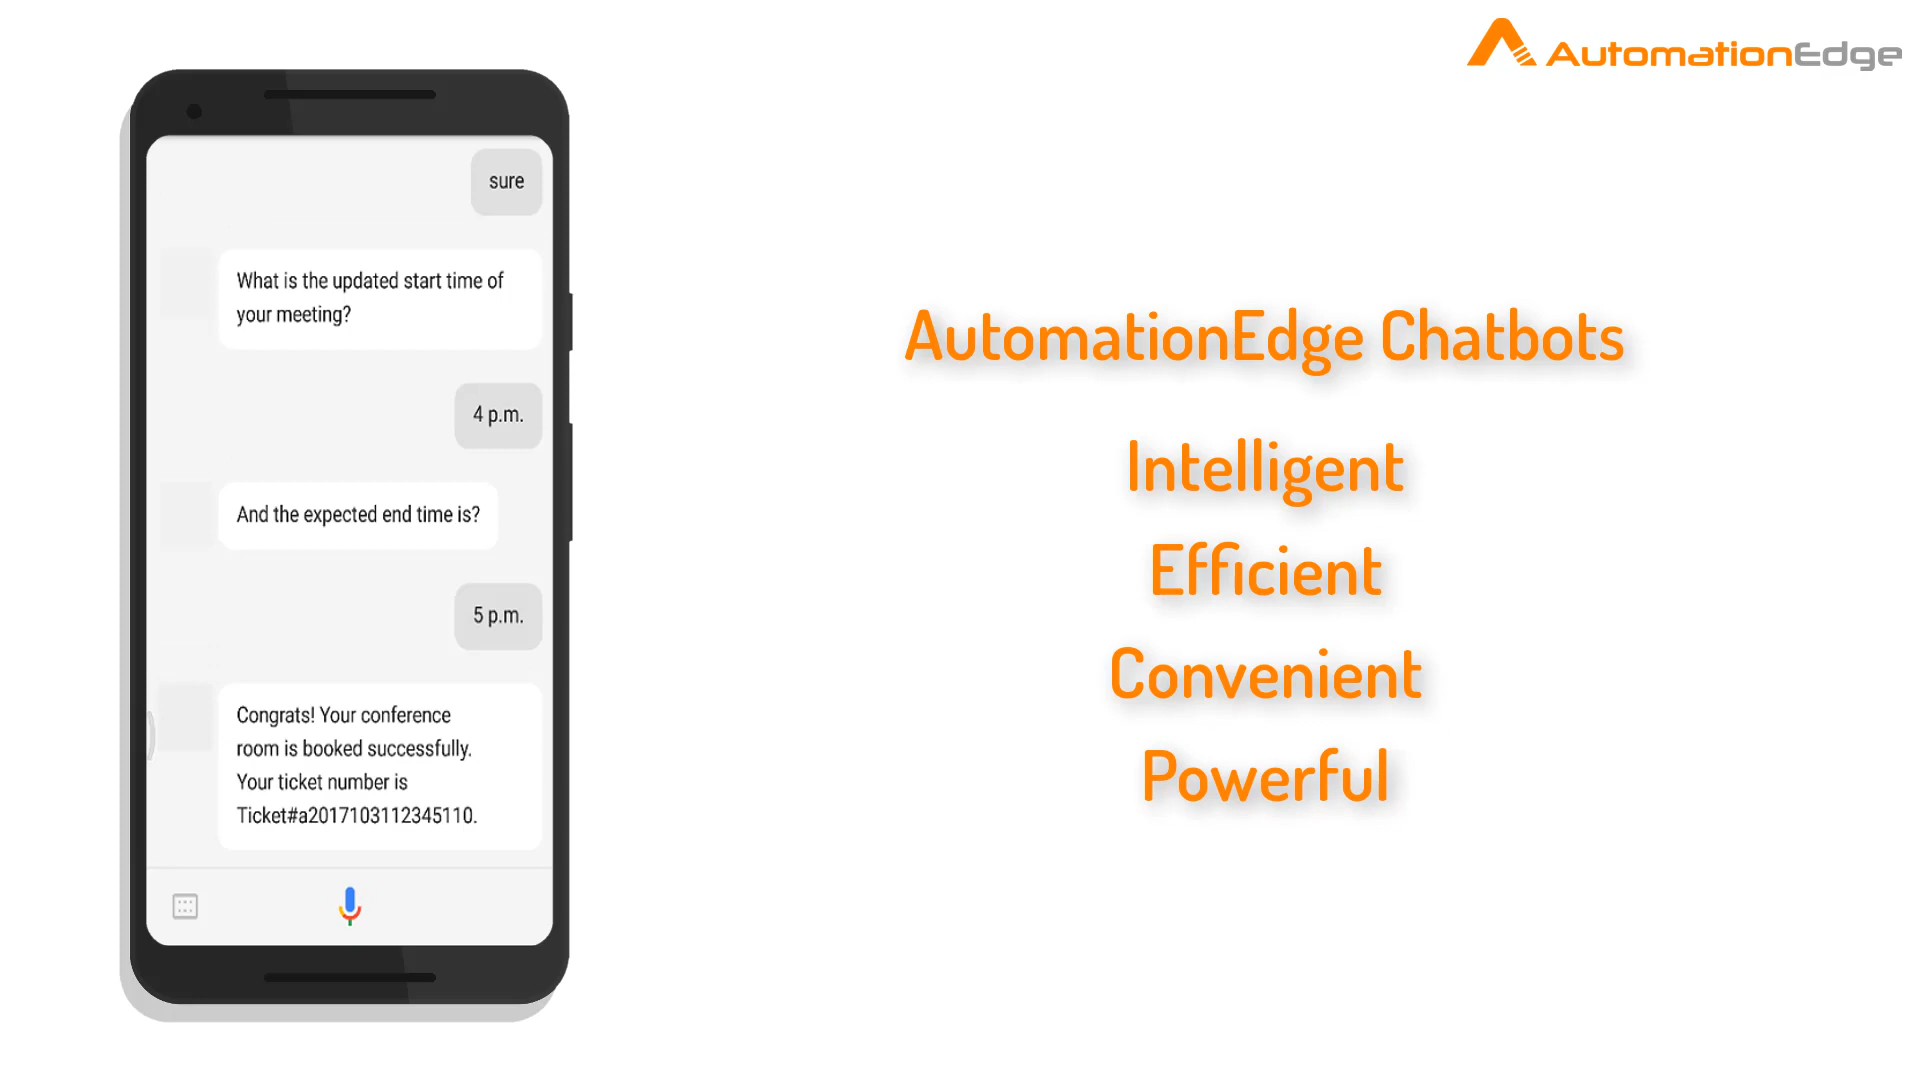 AutomationEdge
sure
What is the updated start time of
your meeting?
4 p.m.
And the expected end time is?
5 p.m.
Congrats! Your conference
room is booked successfully.
Your ticket number is
Ticket#a2017103112345110.
AutomationEdge Chatbots
Intelligent
Efficient
Convenient
Powerful